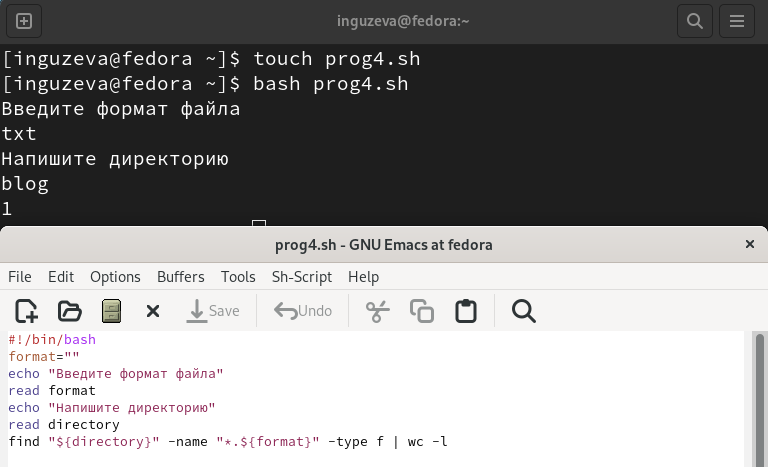 inguzeva@fedora:~
[inguzeva@fedora ~]$ touch prog4.sh
[inguzeva@fedora ~]$ bash prog4.sh
Введите формат файла
txt
Напишите директорию
blog
1
prog4.sh - GNU Emacs at fedora
File Edit Options Buffers Tools Sh-Script Help
Save Undo
#!/bin/bash
format=""
echo "Введите формат файла"
read format
echo "Напишите директорию"
read directory
find "${directory}" -name "*.${format}" -type f | wc -l